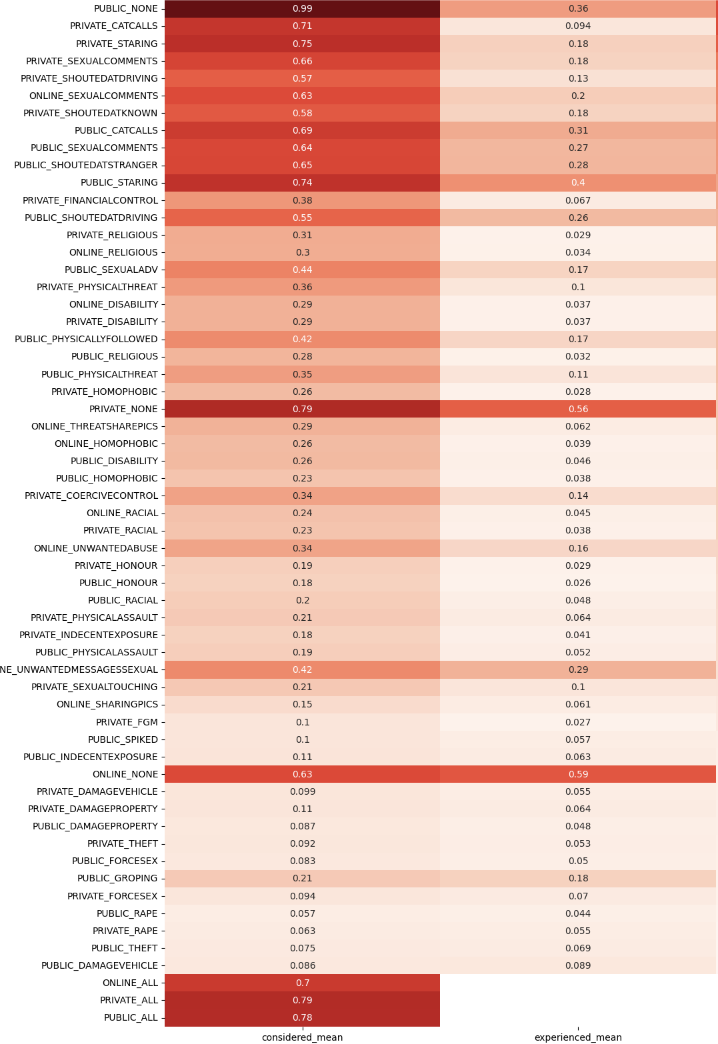 PUBLIC_NONE 0.99 0.36
PRIVATE_CATCALLS 0.71 0.094
PRIVATE_STARING 0.75 0.18
PRIVATE_SEXUALCOMMENTS 0.66 0.18
PRIVATE_SHOUTEDATDRIVING 0.57 0.13
ONLINE_SEXUALCOMMENTS 0.63 0.2
PRIVATE_SHOUTEDATKNOWN 0.58 0.18
PUBLIC_CATCALLS 0.69 0.31
PUBLIC_SEXUALCOMMENTS 0.64 0.27
PUBLIC_SHOUTEDATSTRANGER 0.65 0.28
PUBLIC_STARING 0.74 0.4
PRIVATE_FINANCIALCONTROL 0.38 0.067
PUBLIC_SHOUTEDATDRIVING 0.55 0.26
PRIVATE_RELIGIOUS 0.31 0.029
ONLINE_RELIGIOUS 0.3 0.034
PUBLIC_SEXUALADV 0.44 0.17
PRIVATE_PHYSICALTHREAT 0.36 0.1
ONLINE_DISABILITY 0.29 0.037
PRIVATE_DISABILITY 0.29 0.037
PUBLIC_PHYSICALLYFOLLOWED 0.42 0.17
PUBLIC_RELIGIOUS 0.28 0.032
PUBLIC_PHYSICALTHREAT 0.35 0.11
PRIVATE_HOMOPHOBIC 0.26 0.028
PRIVATE_NONE 0.79 0.56
ONLINE_THREATSHAREPICS 0.29 0.062
ONLINE_HOMOPHOBIC 0.26 0.039
PUBLIC_DISABILITY 0.26 0.046
PUBLIC_HOMOPHOBIC 0.23 0.038
PRIVATE_COERCIVECONTROL 0.34 0.14
ONLINE_RACIAL 0.24 0.045
PRIVATE_RACIAL 0.23 0.038
ONLINE_UNWANTEDABUSE 0.34 0.16
PRIVATE_HONOUR 0.19 0.029
PUBLIC_HONOUR 0.18 0.026
PUBLIC_RACIAL 0.2 0.048
PRIVATE_PHYSICALASSAULT 0.21 0.064
PRIVATE_INDECENTEXPOSURE 0.18 0.041
PUBLIC_PHYSICALASSAULT 0.19 0.052
NE_UNWANTEDMESSAGESSEXUAL 0.42 0.29
PRIVATE_SEXUALTOUCHING 0.21 0.1
ONLINE_SHARINGPICS 0.15 0.061
PRIVATE_FGM 0.1 0.027
PUBLIC_SPIKED 0.1 0.057
PUBLIC_INDECENTEXPOSURE 0.11 0.063
ONLINE_NONE 0.63 0.59
PRIVATE_DAMAGEVEHICLE 0.099 0.055
PRIVATE_DAMAGEPROPERTY 0.11 0.064
PUBLIC_DAMAGEPROPERTY 0.087 0.048
PRIVATE_THEFT 0.092 0.053
PUBLIC_FORCESEX 0.083 0.05
PUBLIC_GROPING 0.21 0.18
PRIVATE_FORCESEX 0.094 0.07
PUBLIC_RAPE 0.057 0.044
PRIVATE_RAPE 0.063 0.055
PUBLIC_THEFT 0.075 0.069
PUBLIC_DAMAGEVEHICLE 0.086 0.089
ONLINE_ALL 0.7
PRIVATE_ALL 0.79
PUBLIC_ALL 0.78
considered_mean experienced_mean